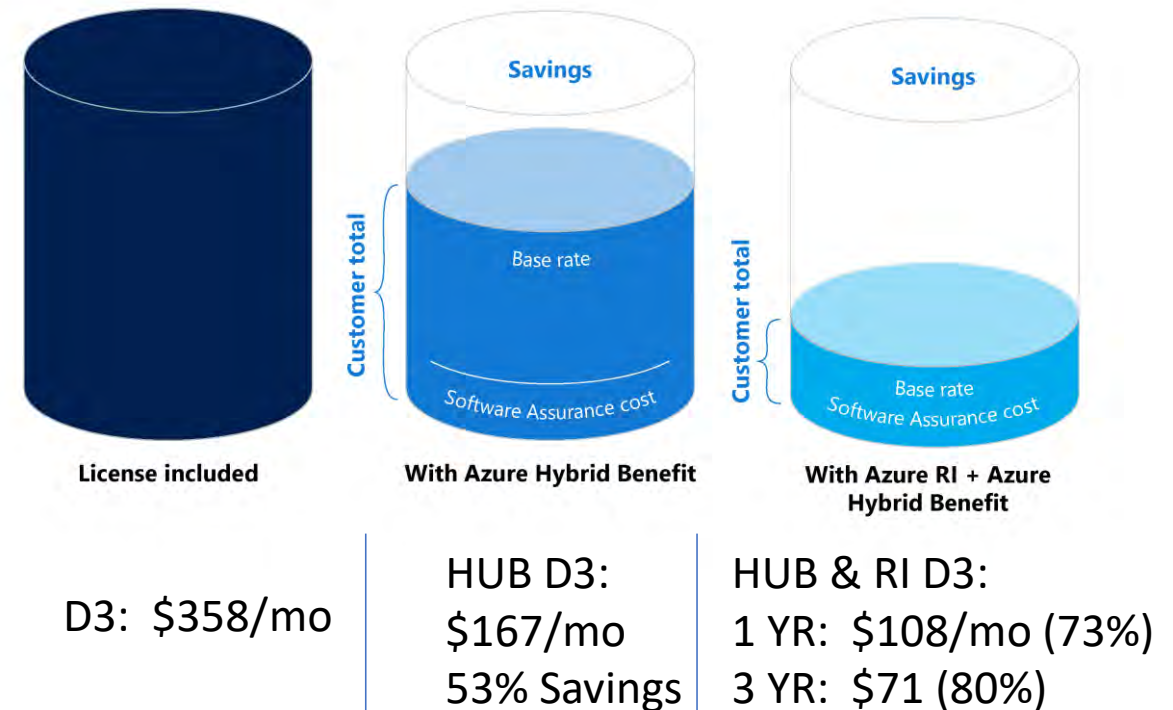 Savings
Customer total
Base rate
Software Assurance cost
Savings
Customer total
Base rate
Software Assurance cost
License included
With Azure Hybrid Benefit
With Azure RI + Azure
Hybrid Benefit
D3: $358/mo
HUB D3:
$167/mo
53% Savings
HUB & RI D3:
1 YR: $108/mo (73%)
3 YR: $71 (80%)